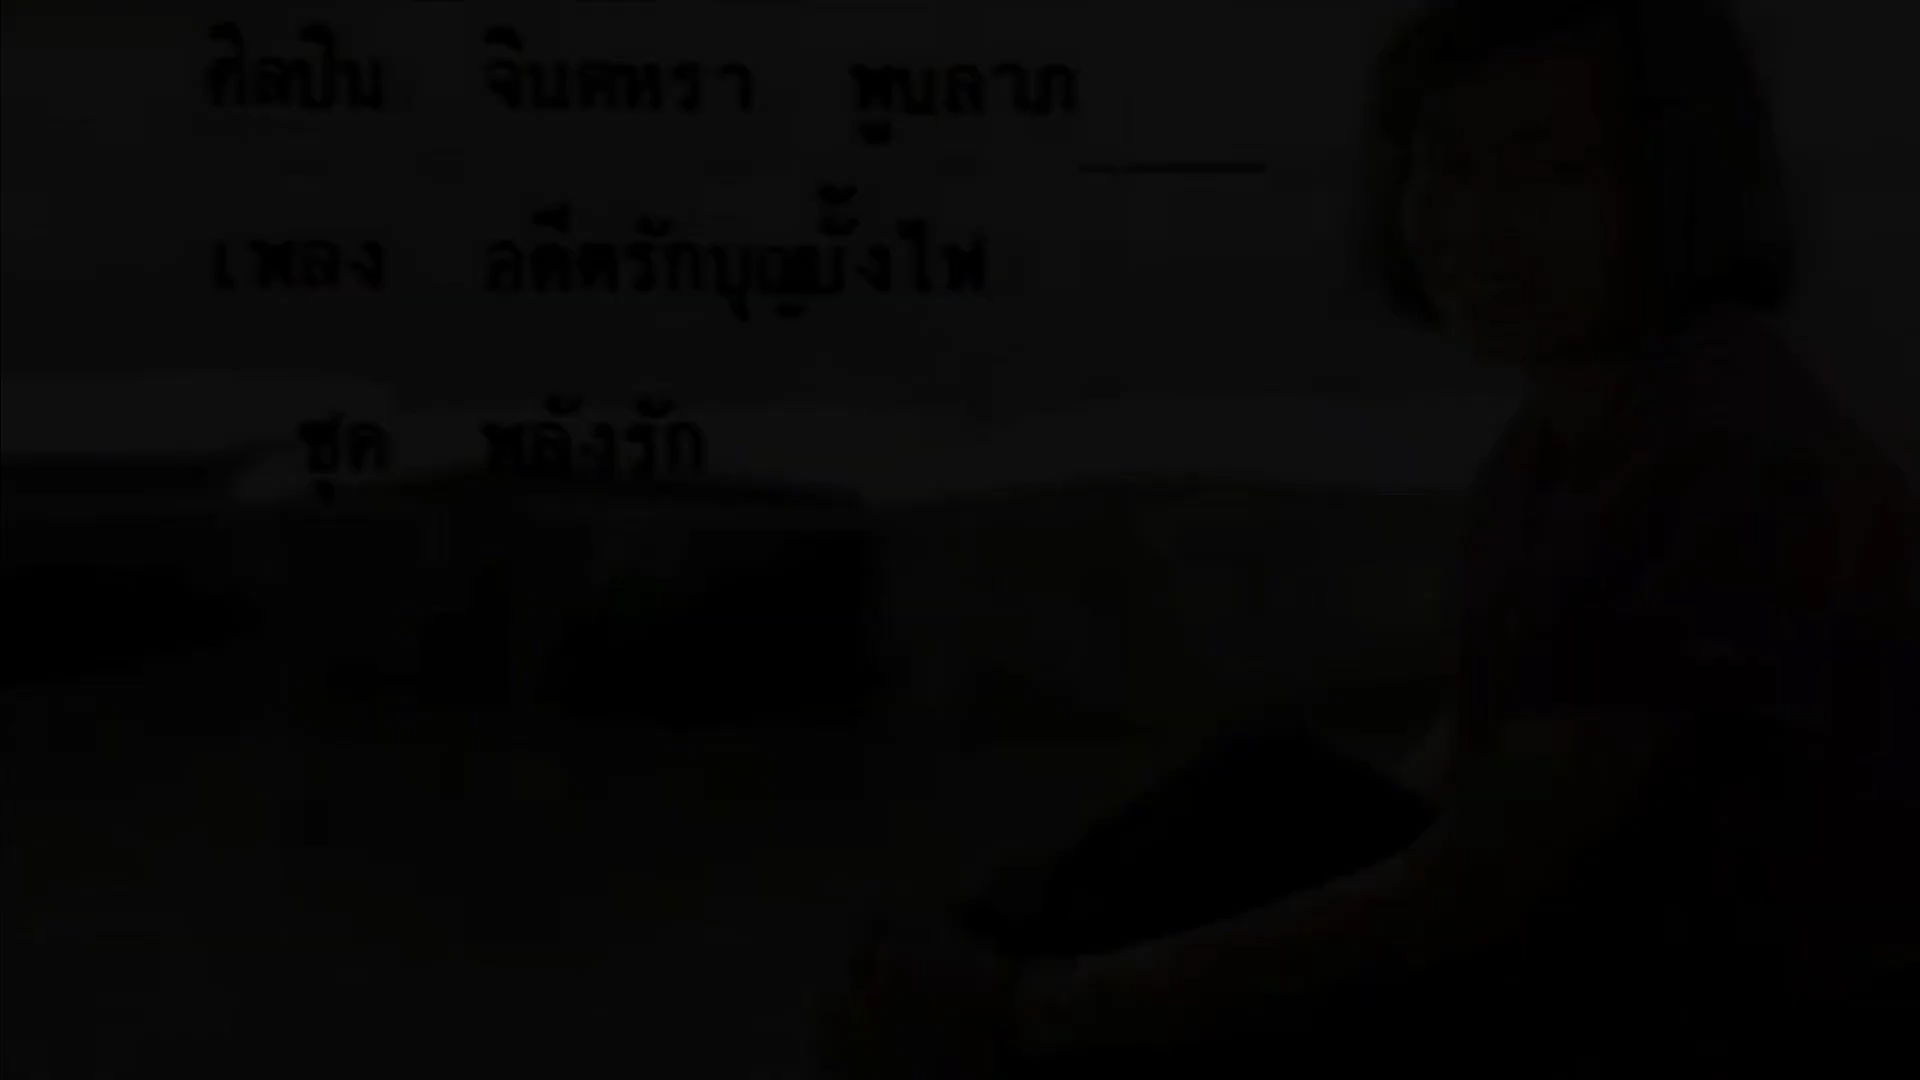 ศิลปิน จินตหรา พูนลาภ
เพลง อดีตรักบุญบั้งไฟ
ชุด พลังรัก